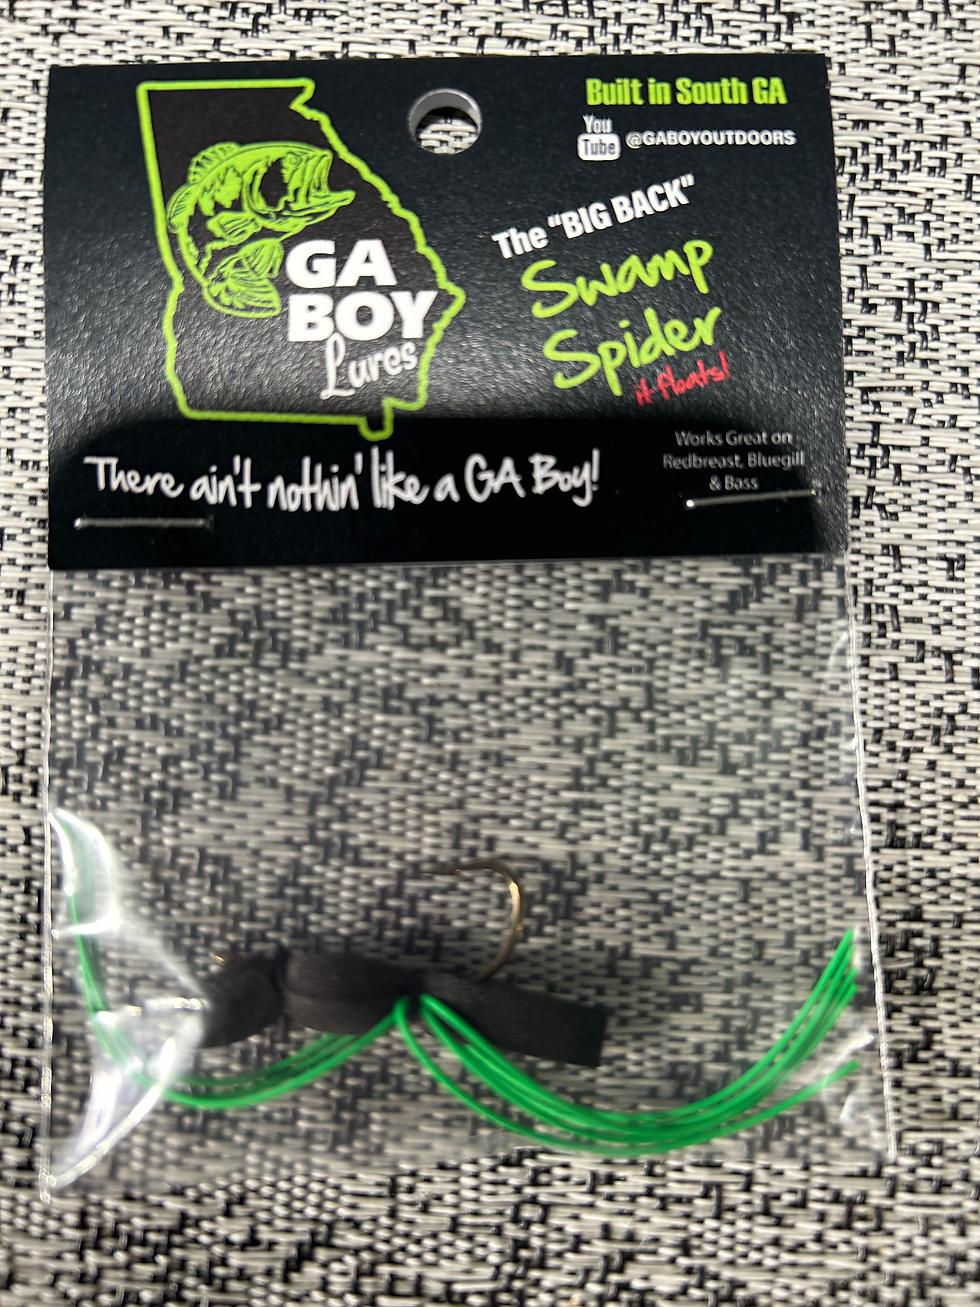 Built in South GA
You
Tube @GABOYOUTDOORS
The "BIG BACK"
Swamp
Spider
it floats!
GA
BOY
Lures
There ain't nothin' like a GA Boy!
Works Great on
Redbreast, Bluegill
& Bass